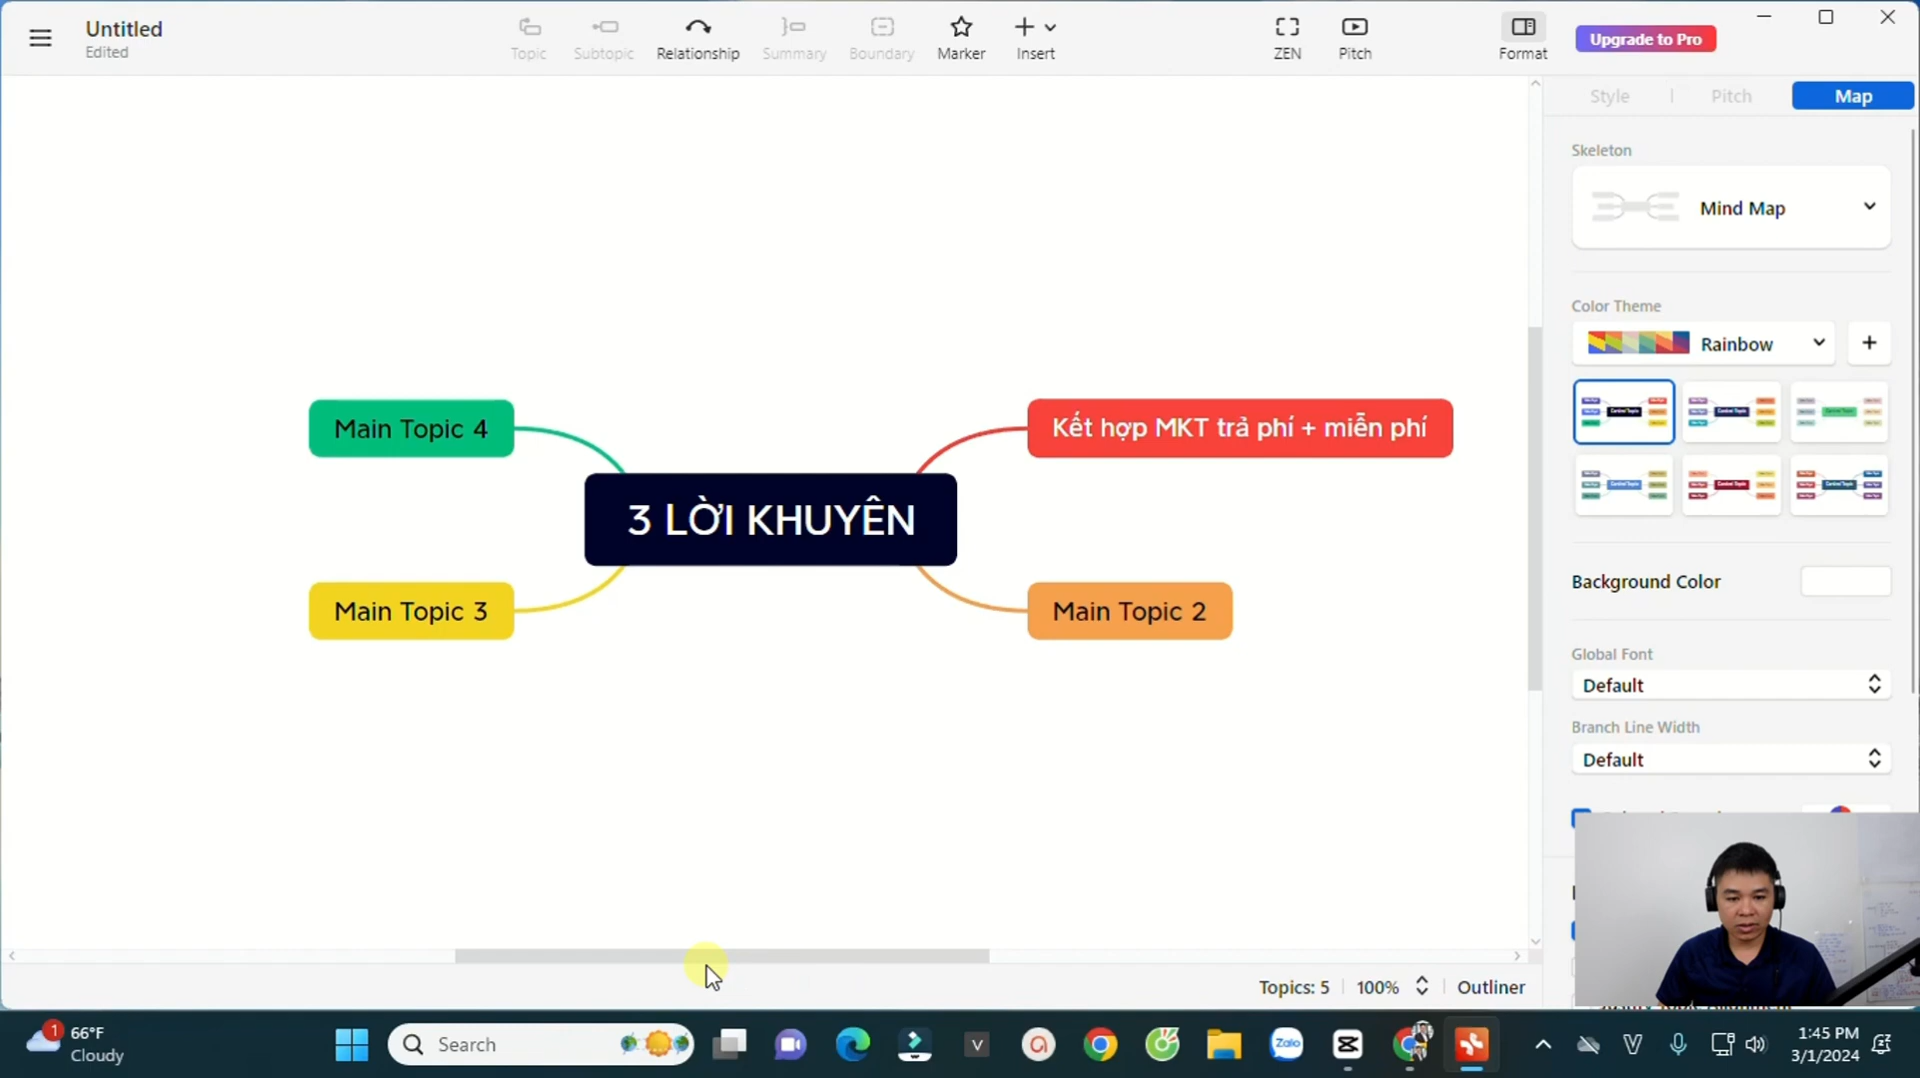 Untitled
Edited
Topic
Subtopic
Relationship
Summary
Boundary
Marker
Insert
ZEN
Pitch
Format
Upgrade to Pro
Style
Pitch
Map
Skeleton
Mind Map
Color Theme
Rainbow
Background Color
Global Font
Default
Branch Line Width
Default
Main Topic 4
Kết hợp MKT trả phí + miễn phí
3 LỜI KHUYÊN
Main Topic 3
Main Topic 2
Topics: 5
100%
Outliner
1
66°F
Cloudy
Search
Zalo
1:45 PM
3/1/2024